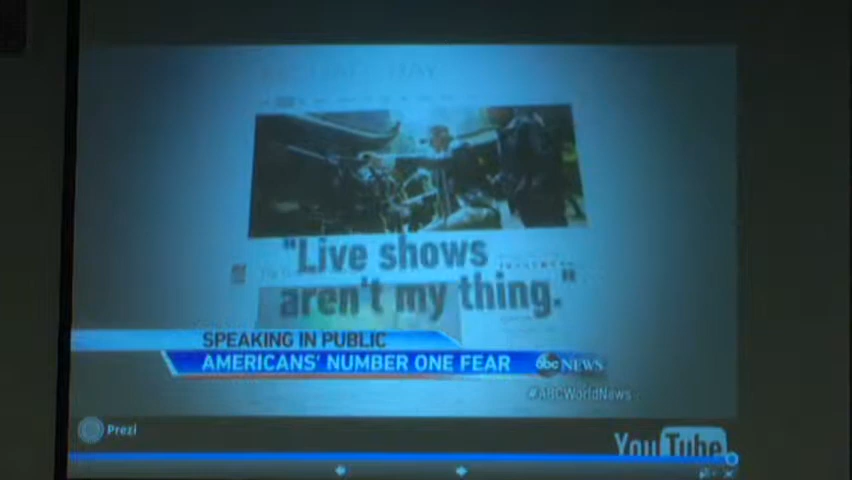 "Live shows
aren't my thing."
SPEAKING IN PUBLIC
AMERICANS' NUMBER ONE FEAR
abc NEWS
#ABCWorldNews
Prezi
YouTube